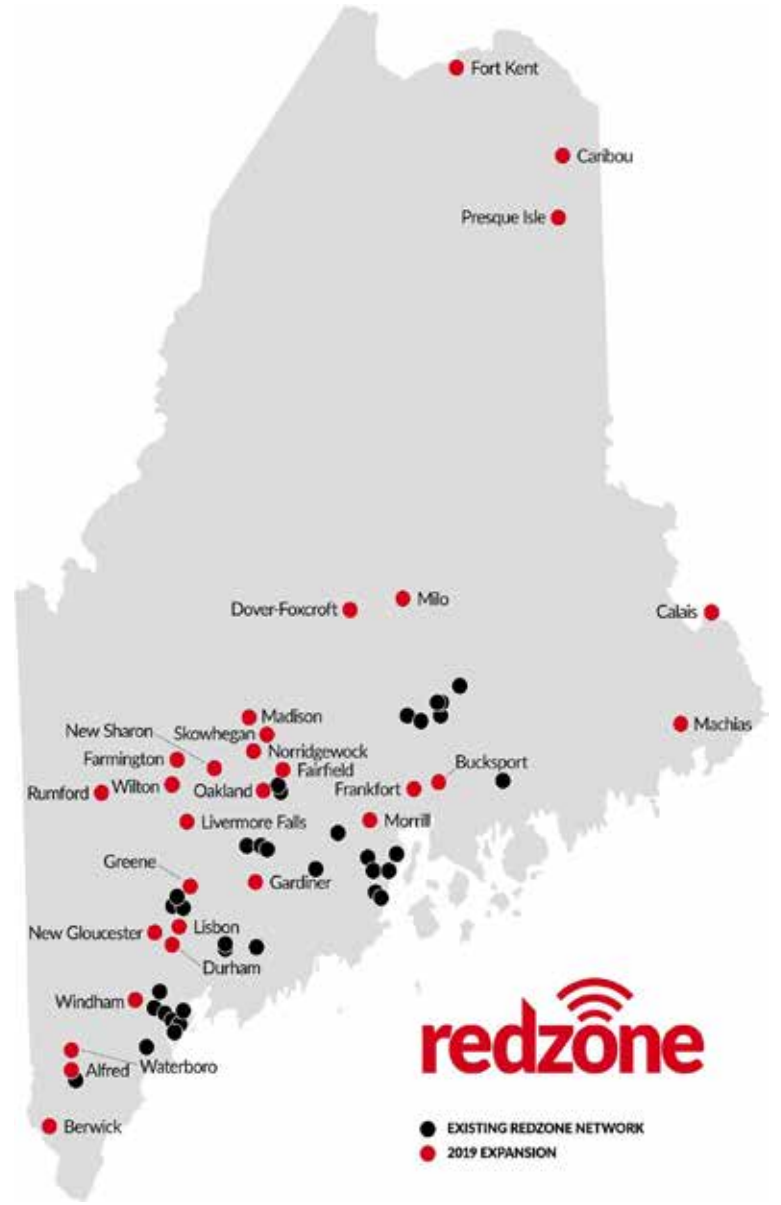 Fort Kent
Caribou
Presque Isle
Milo
Dover-Foxcroft
Calais
Madison
Machias
New Sharon
Skowhegan
Norridgewock
Farmington
Bucksport
Fairfield
Wilton
Rumford
Oakland
Frankfort
Livermore Falls
Morrill
Greene
Gardiner
Lisbon
New Gloucester
Durham
Windham
redzone
Waterboro
Alfred
Berwick
EXISTING REDZONE NETWORK
2019 EXPANSION